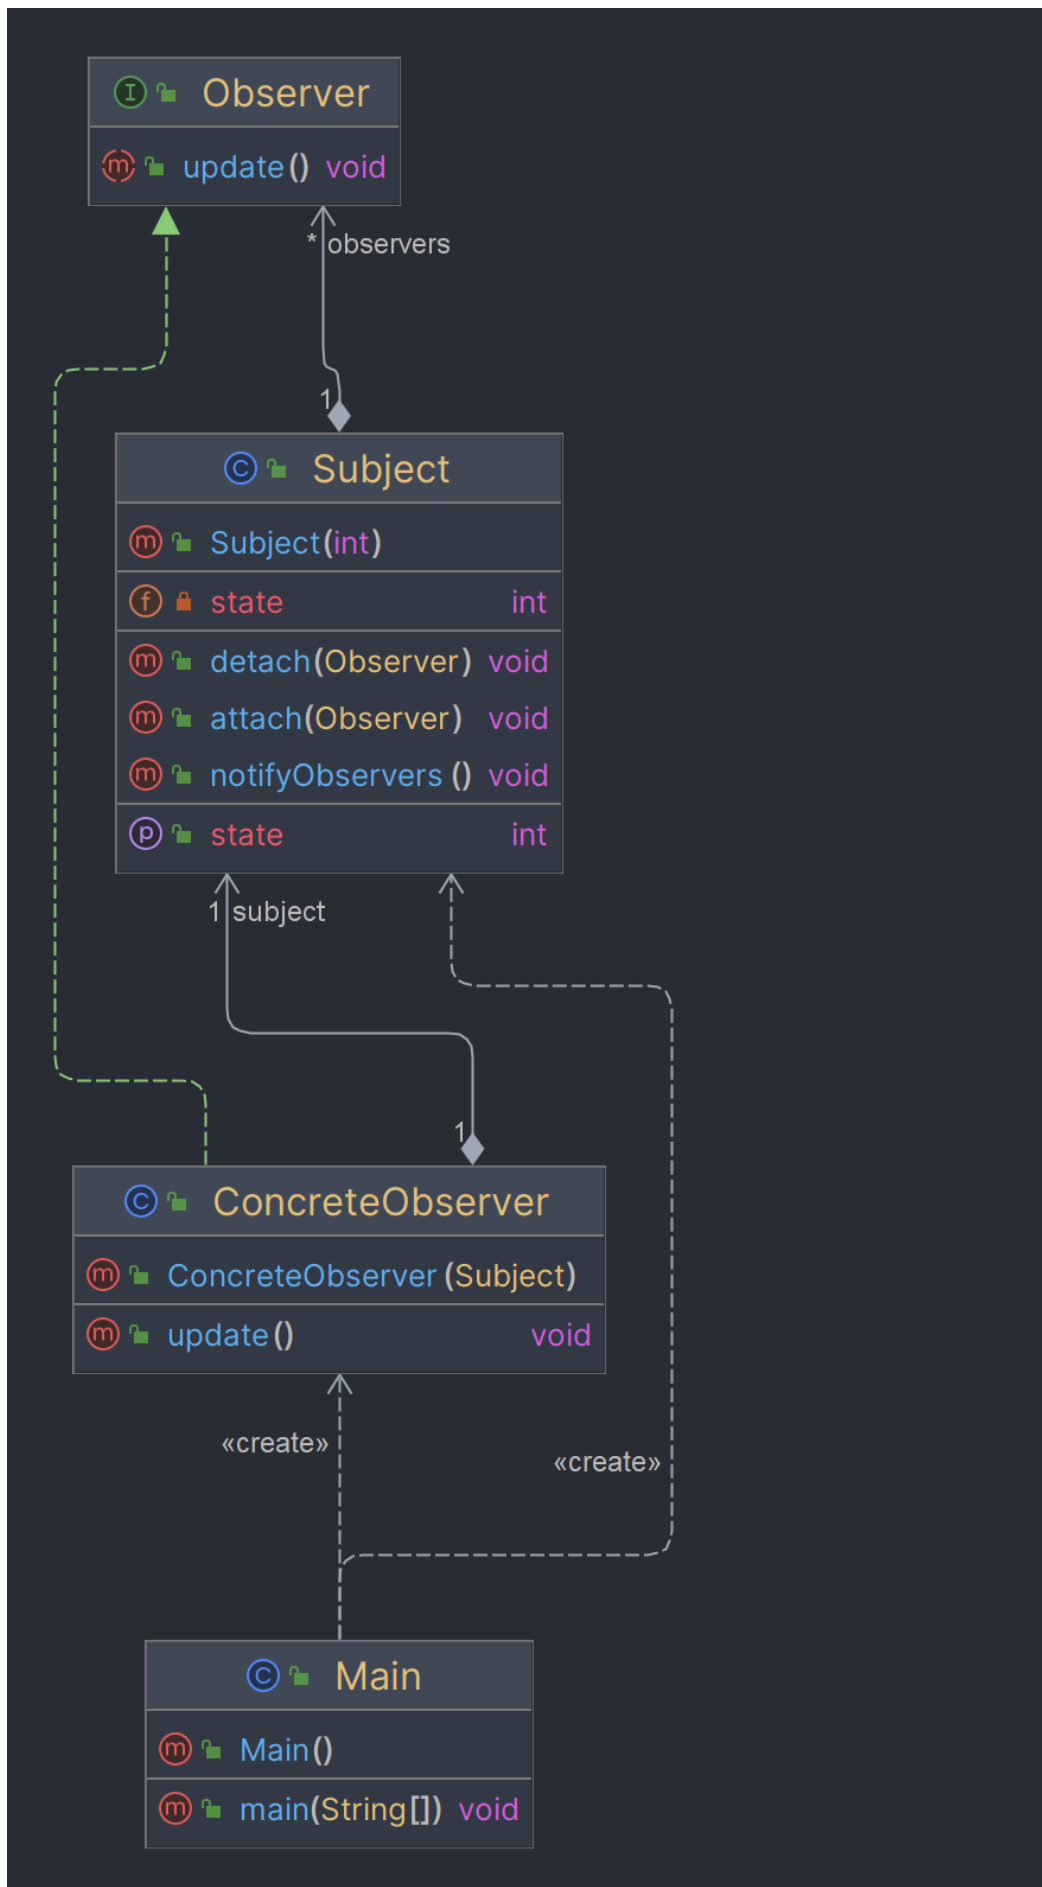 I Observer
m update() void
* observers
1
C Subject
m Subject(int)
f state int
m detach(Observer) void
m attach(Observer) void
m notifyObservers() void
p state int
1 subject
1
C ConcreteObserver
m ConcreteObserver(Subject)
m update() void
«create»
«create»
C Main
m Main()
m main(String[]) void